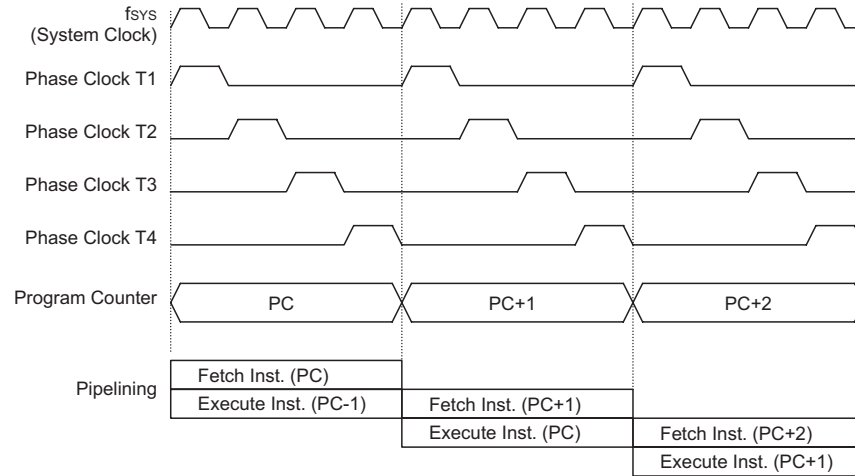 fSYS
(System Clock)
Phase Clock T1
Phase Clock T2
Phase Clock T3
Phase Clock T4
Program Counter
PC
PC+1
PC+2
Pipelining
Fetch Inst. (PC)
Execute Inst. (PC-1)
Fetch Inst. (PC+1)
Execute Inst. (PC)
Fetch Inst. (PC+2)
Execute Inst. (PC+1)